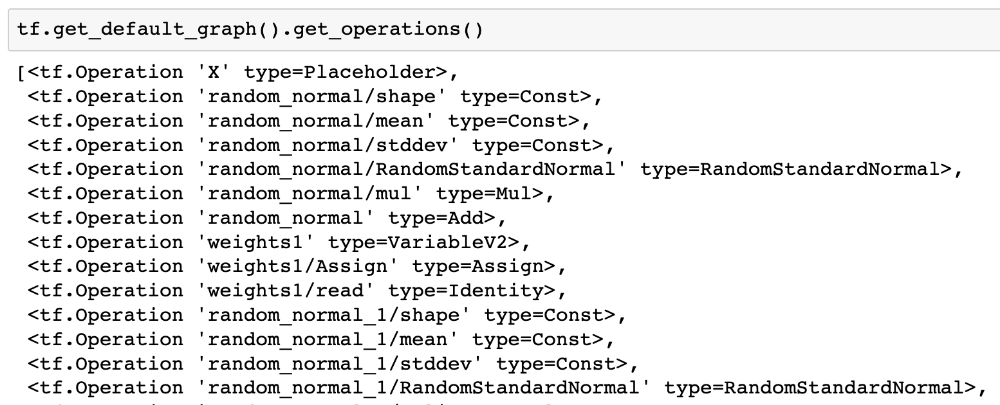 tf.get_default_graph().get_operations()
[<tf.Operation 'X' type=Placeholder>,
<tf.Operation 'random_normal/shape' type=Const>,
<tf.Operation 'random_normal/mean' type=Const>,
<tf.Operation 'random_normal/stddev' type=Const>,
<tf.Operation 'random_normal/RandomStandardNormal' type=RandomStandardNormal>,
<tf.Operation 'random_normal/mul' type=Mul>,
<tf.Operation 'random_normal' type=Add>,
<tf.Operation 'weights1' type=VariableV2>,
<tf.Operation 'weights1/Assign' type=Assign>,
<tf.Operation 'weights1/read' type=Identity>,
<tf.Operation 'random_normal_1/shape' type=Const>,
<tf.Operation 'random_normal_1/mean' type=Const>,
<tf.Operation 'random_normal_1/stddev' type=Const>,
<tf.Operation 'random_normal_1/RandomStandardNormal' type=RandomStandardNormal>,